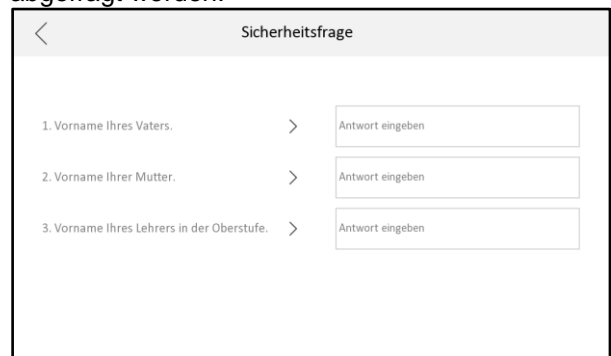 abgefragt werden.
Sicherheitsfrage
1. Vorname Ihres Vaters.
Antwort eingeben
2. Vorname Ihrer Mutter.
Antwort eingeben
3. Vorname Ihres Lehrers in der Oberstufe.
Antwort eingeben